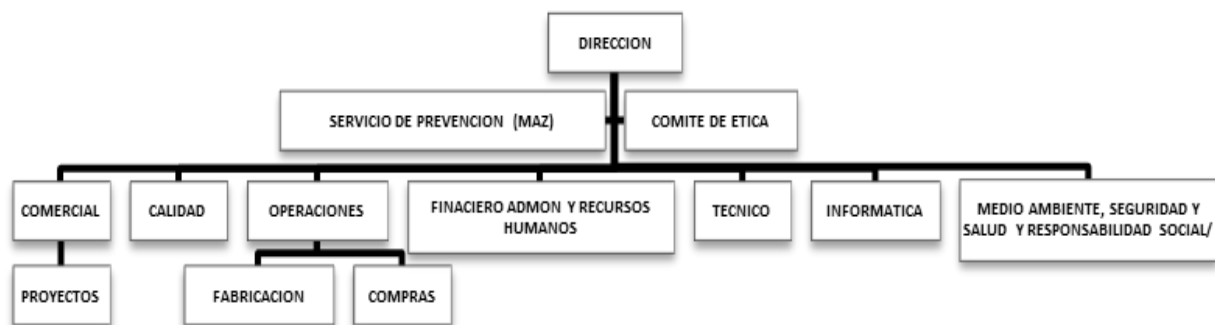 DIRECCION
SERVICIO DE PREVENCION (MAZ)
COMITE DE ETICA
COMERCIAL
CALIDAD
OPERACIONES
FINACIERO ADMON Y RECURSOS
HUMANOS
TECNICO
INFORMATICA
MEDIO AMBIENTE, SEGURIDAD Y
SALUD Y RESPONSABILIDAD SOCIAL/
PROYECTOS
FABRICACION
COMPRAS